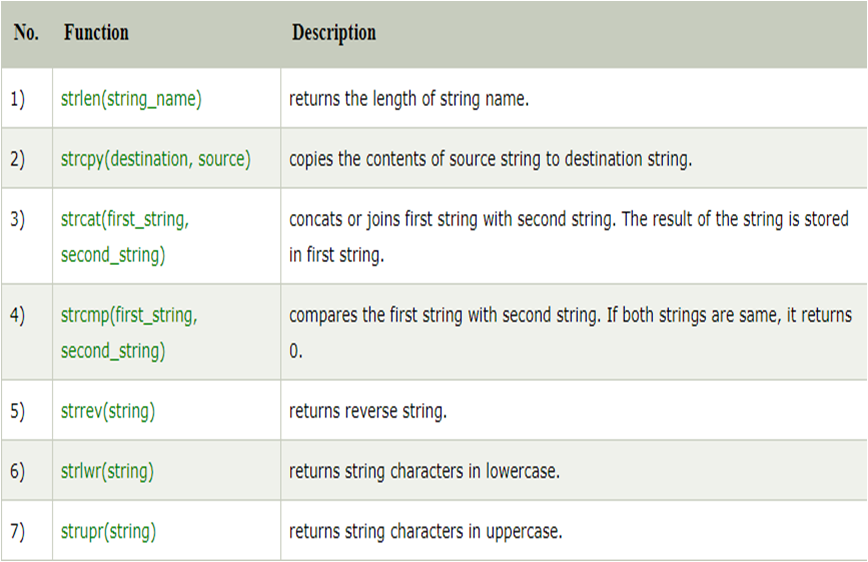 No. Function Description
1) strlen(string_name) returns the length of string name.
2) strcpy(destination, source) copies the contents of source string to destination string.
3) strcat(first_string, concats or joins first string with second string. The result of the string is stored
second_string) in first string.
4) strcmp(first_string, compares the first string with second string. If both strings are same, it returns
second_string) 0.
5) strrev(string) returns reverse string.
6) strlwr(string) returns string characters in lowercase.
7) strupr(string) returns string characters in uppercase.